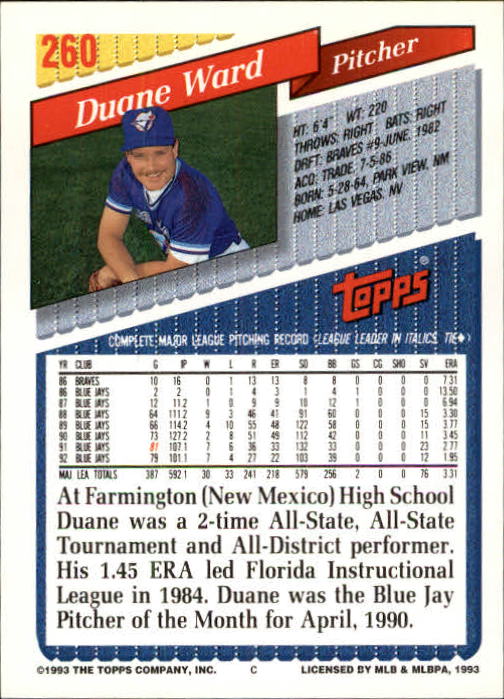 260
Duane Ward
Pitcher
HT: 6'4" WT: 220
THROWS: RIGHT BATS: RIGHT
DRFT: BRAVES #9-JUNE, 1982
ACQ: TRADE, 7-5-86
BORN: 5-28-64, PARK VIEW, NM
HOME: LAS VEGAS, NV
Topps®
COMPLETE MAJOR LEAGUE PITCHING RECORD (LEAGUE LEADER IN ITALICS, TIE♦)
YR CLUB G IP W L R ER SO BB GS CG SHO SV ERA
86 BRAVES 10 16 0 1 13 13 8 8 0 0 0 0 7.31
86 BLUE JAYS 2 2 0 1 4 3 1 4 1 0 0 0 13.50
87 BLUE JAYS 12 11.2 1 0 9 9 10 12 1 0 0 0 6.94
88 BLUE JAYS 64 111.2 9 3 46 41 91 60 0 0 0 15 3.30
89 BLUE JAYS 66 114.2 4 10 55 48 122 58 0 0 0 15 3.77
90 BLUE JAYS 73 127.2 2 8 51 49 112 42 0 0 0 11 3.45
91 BLUE JAYS 81 107.1 7 6 36 33 132 33 0 0 0 23 2.77
92 BLUE JAYS 79 101.1 7 4 27 22 103 39 0 0 0 12 1.95
MAJ. LEA. TOTALS 387 592.1 30 33 241 218 579 256 2 0 0 76 3.31
At Farmington (New Mexico) High School
Duane was a 2-time All-State, All-State
Tournament and All-District performer.
His 1.45 ERA led Florida Instructional
League in 1984. Duane was the Blue Jay
Pitcher of the Month for April, 1990.
©1993 THE TOPPS COMPANY, INC. C LICENSED BY MLB & MLBPA, 1993